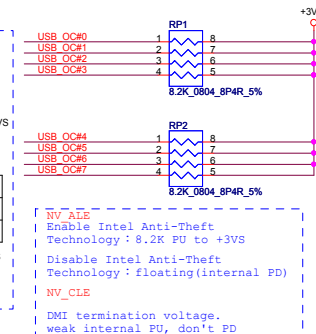 +3V
RP1
USB_OC#0 1 8
USB_OC#1 2 7
USB_OC#2 3 6
USB_OC#3 4 5
8.2K_0804_8P4R_5%
/S
RP2
USB_OC#4 1 8
USB_OC#5 2 7
USB_OC#6 3 6
USB_OC#7 4 5
8.2K_0804_8P4R_5%
NV_ALE
Enable Intel Anti-Theft
Technology：8.2K PU to +3VS
Disable Intel Anti-Theft
Technology：floating(internal PD)
NV_CLE
DMI termination voltage.
weak internal PU, don't PD